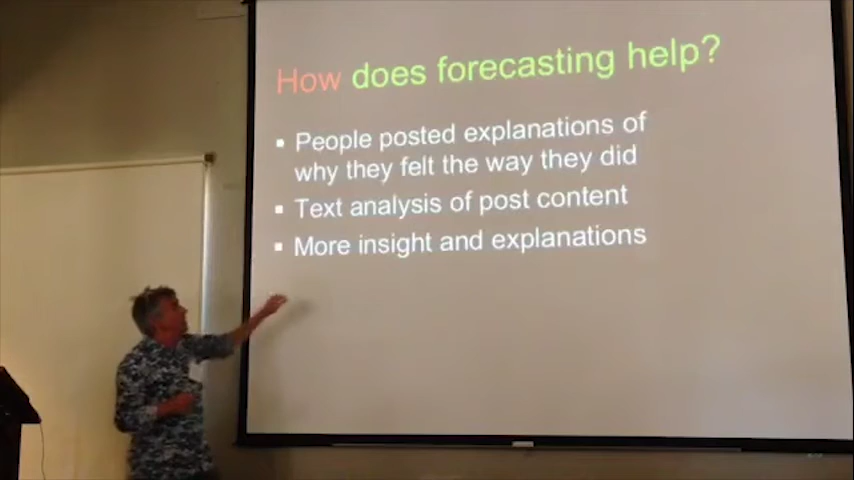 How does forecasting help?
▪ People posted explanations of
why they felt the way they did
▪ Text analysis of post content
▪ More insight and explanations